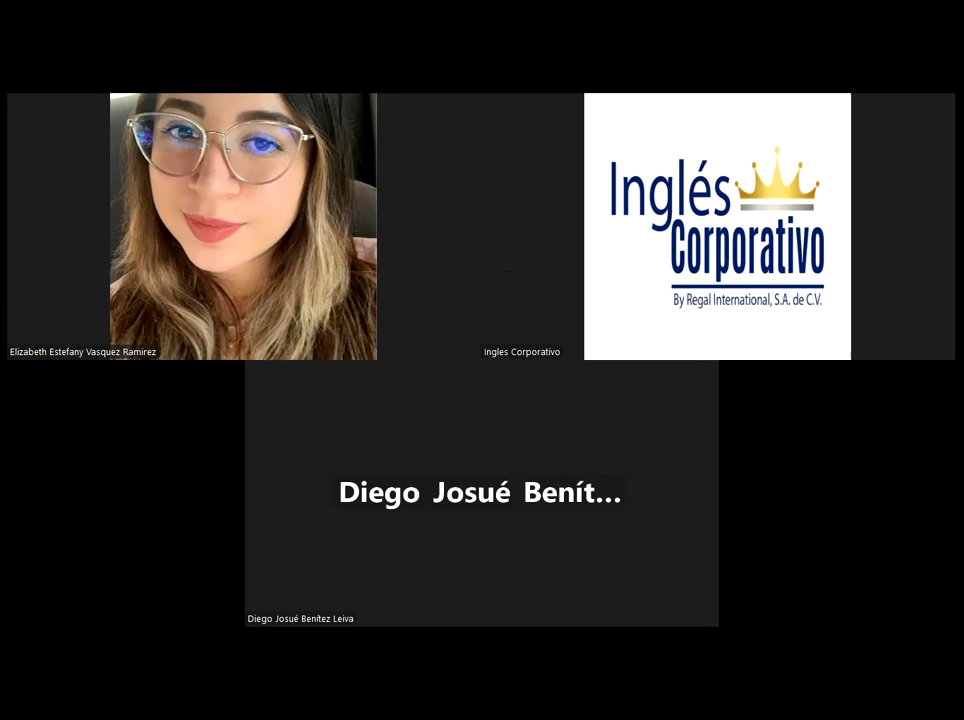 Inglés
Corporativo
By Regal International, S.A. de C.V.
Elizabeth Estefany Vasquez Ramirez
Ingles Corporativo
Diego Josué Benít...
Diego Josué Benítez Leiva